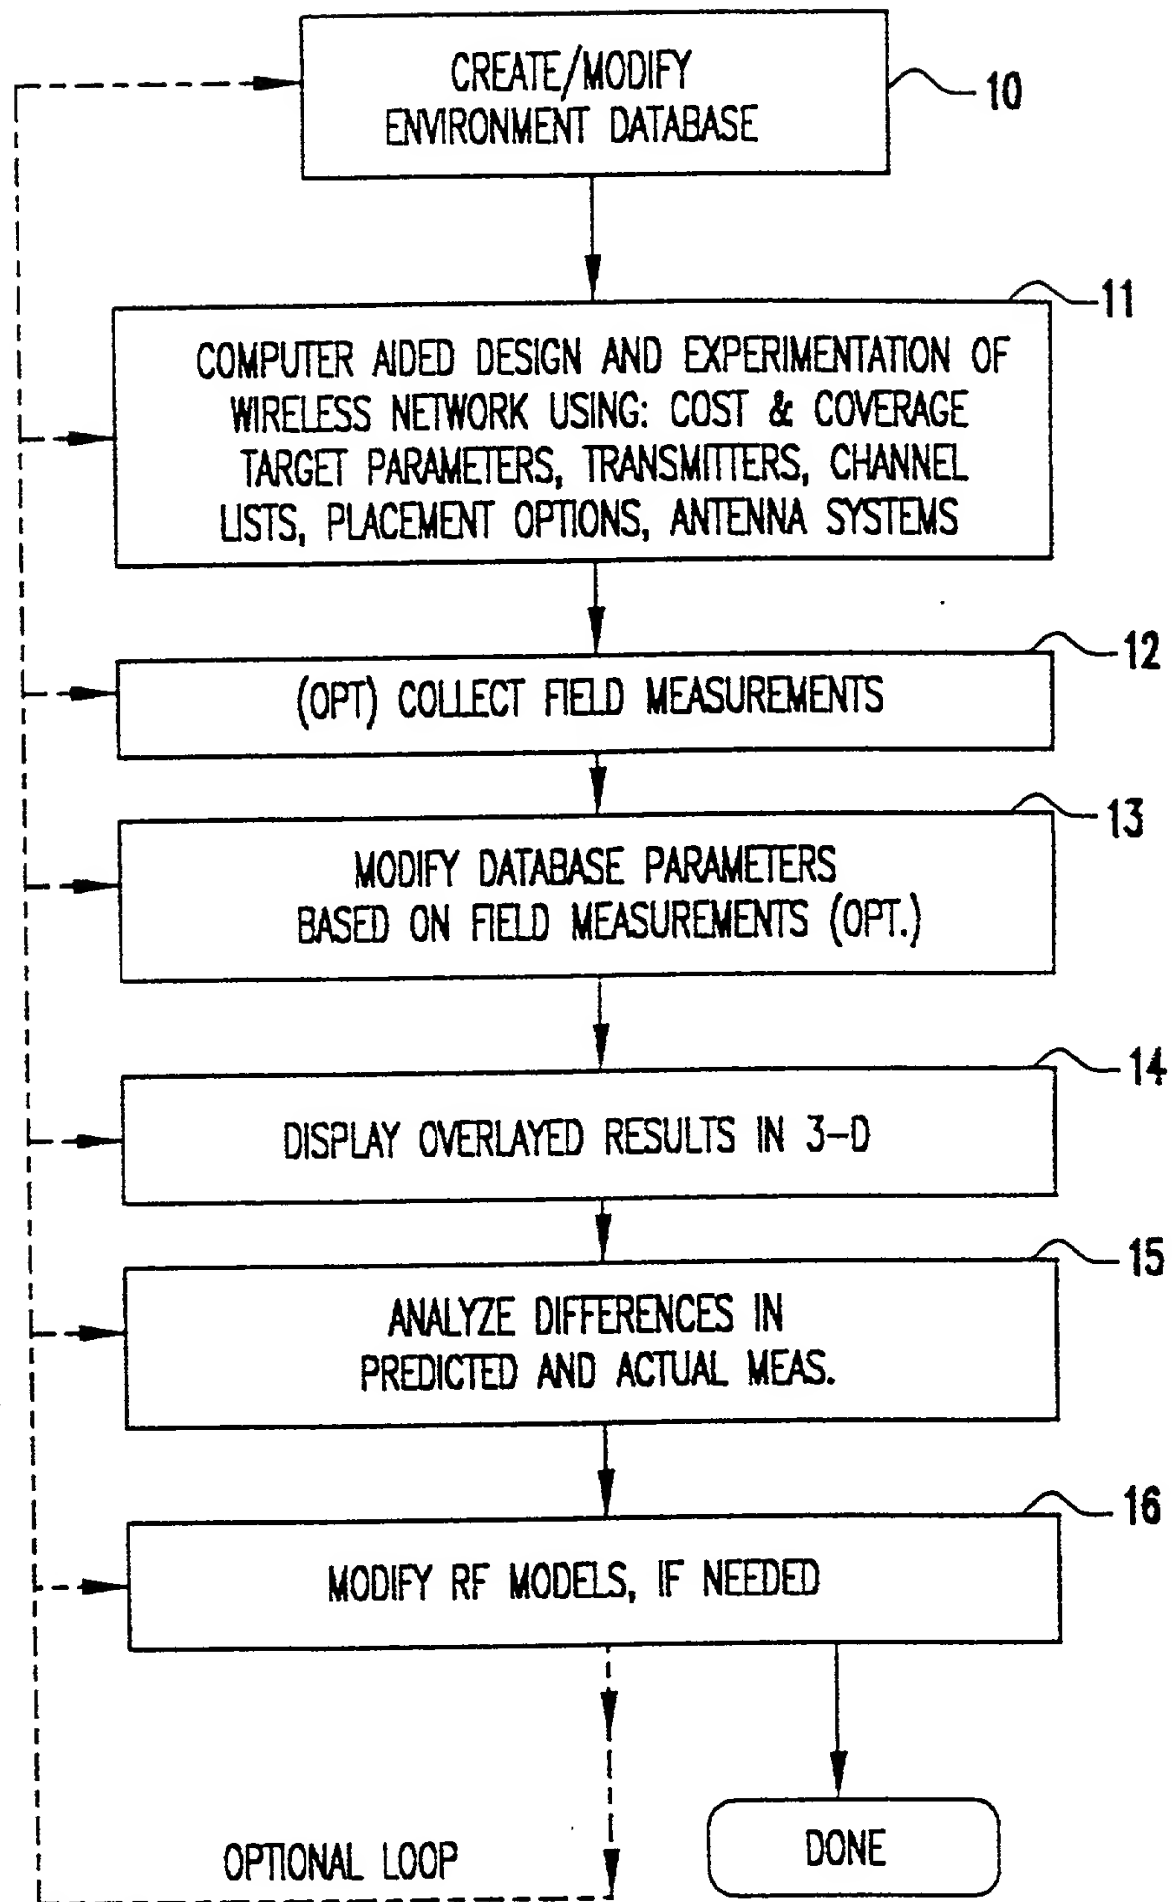 CREATE/MODIFY
ENVIRONMENT DATABASE
10
11
COMPUTER AIDED DESIGN AND EXPERIMENTATION OF
WIRELESS NETWORK USING: COST & COVERAGE
TARGET PARAMETERS, TRANSMITTERS, CHANNEL
LISTS, PLACEMENT OPTIONS, ANTENNA SYSTEMS
12
(OPT) COLLECT FIELD MEASUREMENTS
13
MODIFY DATABASE PARAMETERS
BASED ON FIELD MEASUREMENTS (OPT.)
14
DISPLAY OVERLAYED RESULTS IN 3-D
15
ANALYZE DIFFERENCES IN
PREDICTED AND ACTUAL MEAS.
16
MODIFY RF MODELS, IF NEEDED
OPTIONAL LOOP
DONE